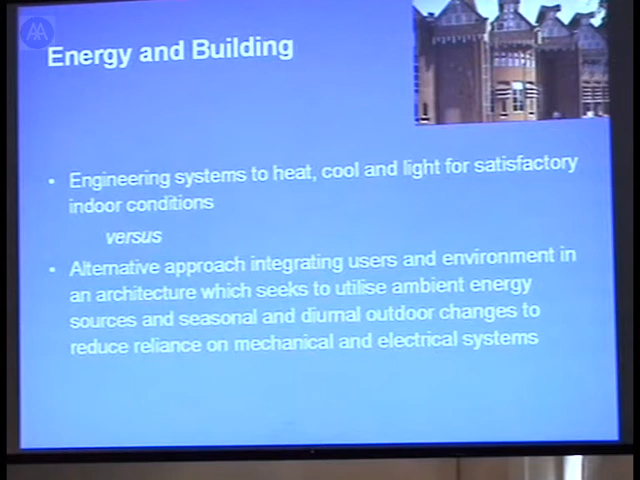 AA
Energy and Building
• Engineering systems to heat, cool and light for satisfactory
indoor conditions
versus
• Alternative approach integrating users and environment in
an architecture which seeks to utilise ambient energy
sources and seasonal and diurnal outdoor changes to
reduce reliance on mechanical and electrical systems